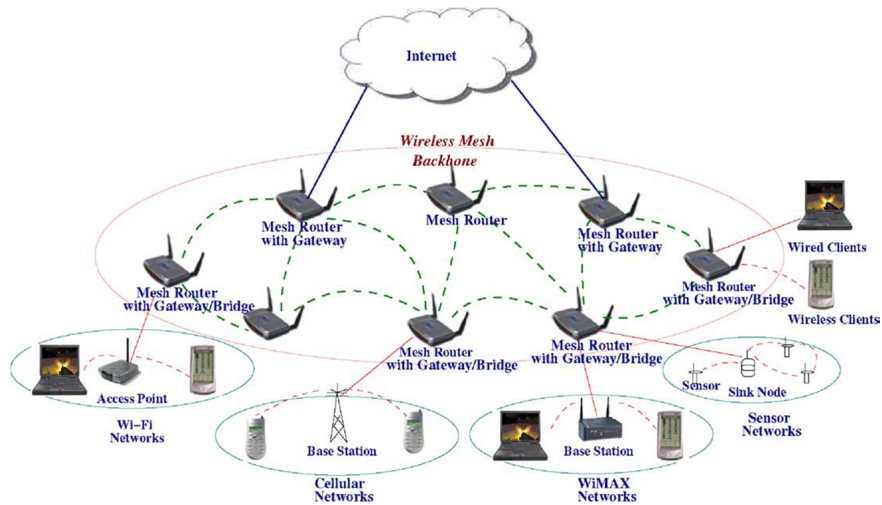 Internet
Wireless Mesh
Backbone
Mesh Router
with Gateway
Mesh Router
Mesh Router
with Gateway
Wired Clients
Mesh Router
with Gateway/Bridge
Mesh Router
with Gateway/Bridge
Wireless Clients
Mesh Router
with Gateway/Bridge
Mesh Router
with Gateway/Bridge
Access Point
Wi-Fi
Networks
Sensor
Sink Node
Sensor
Networks
Base Station
Cellular
Networks
Base Station
WiMAX
Networks